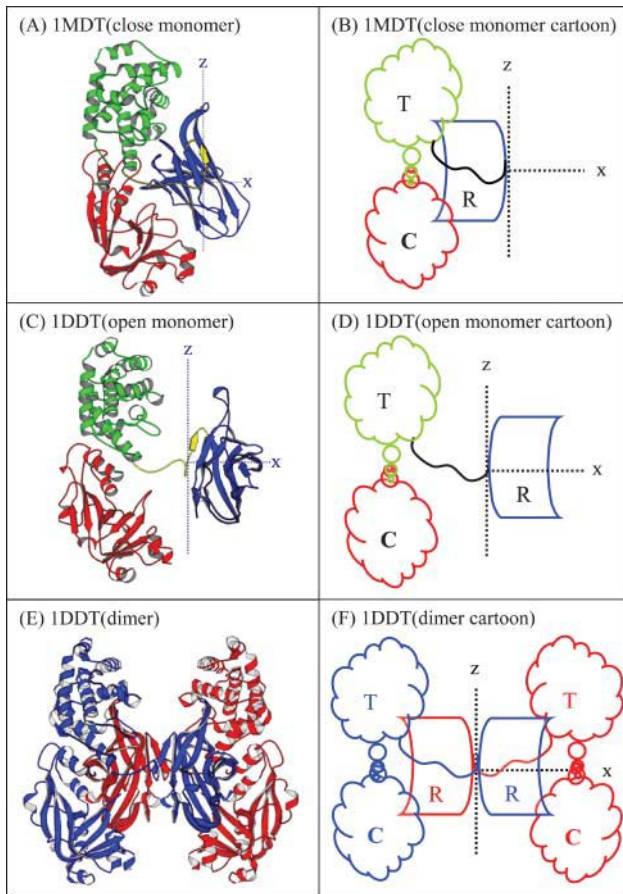 (A) 1MDT(close monomer)
z
x
(B) 1MDT(close monomer cartoon)
z
T
x
R
C
(C) 1DDT(open monomer)
z
x
(D) 1DDT(open monomer cartoon)
z
T
x
R
C
(E) 1DDT(dimer)
(F) 1DDT(dimer cartoon)
z
T
T
x
R
R
C
C